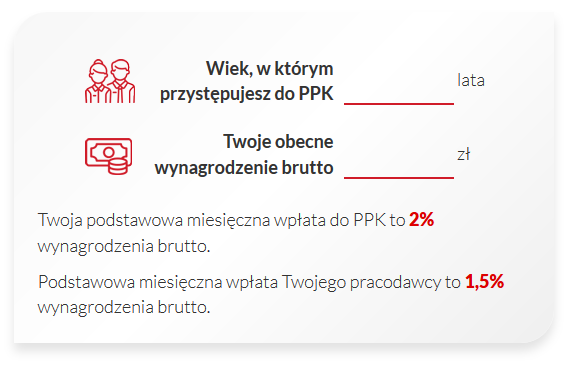 Wiek, w którym
przystępujesz do PPK
lata
Twoje obecne
wynagrodzenie brutto
zł
Twoja podstawowa miesięczna wpłata do PPK to 2%
wynagrodzenia brutto.
Podstawowa miesięczna wpłata Twojego pracodawcy to 1,5%
wynagrodzenia brutto.